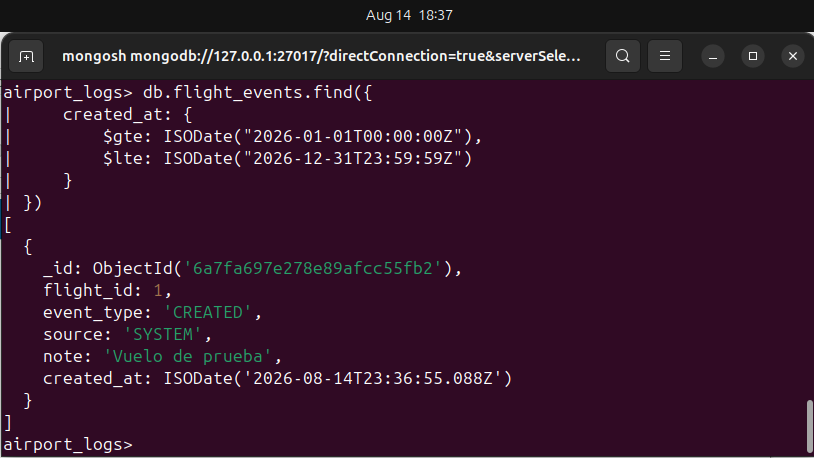 Aug 14 18:37
mongosh mongodb://127.0.0.1:27017/?directConnection=true&serverSele...
airport_logs> db.flight_events.find({
|     created_at: {
|         $gte: ISODate("2026-01-01T00:00:00Z"),
|         $lte: ISODate("2026-12-31T23:59:59Z")
|     }
| })
[
  {
    _id: ObjectId('6a7fa697e278e89afcc55fb2'),
    flight_id: 1,
    event_type: 'CREATED',
    source: 'SYSTEM',
    note: 'Vuelo de prueba',
    created_at: ISODate('2026-08-14T23:36:55.088Z')
  }
]
airport_logs>